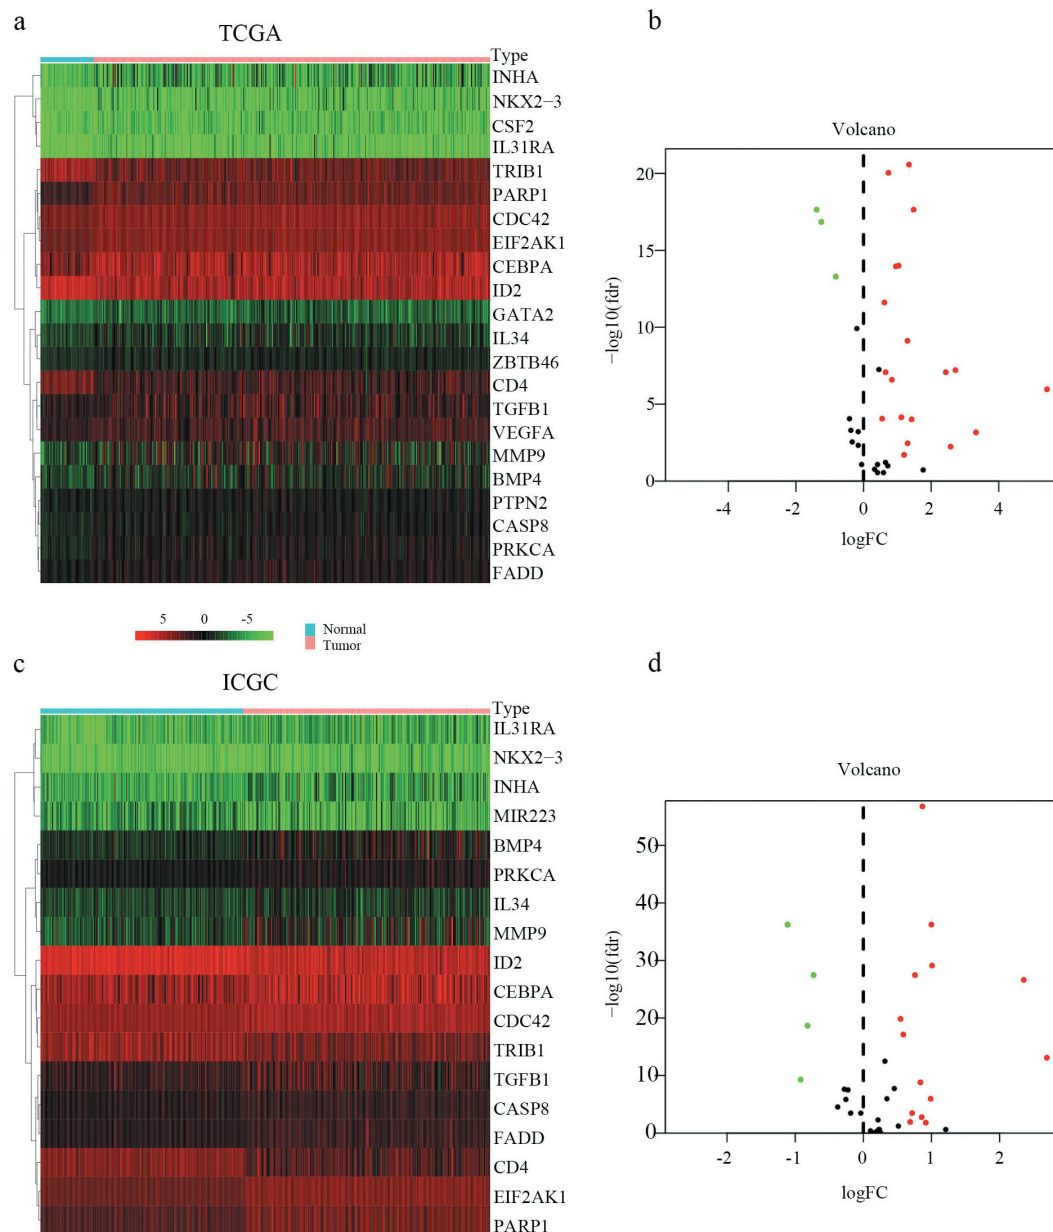 a
TCGA
Type
INHA
NKX2-3
CSF2
IL31RA
TRIB1
PARP1
CDC42
EIF2AK1
CEBPA
ID2
GATA2
IL34
ZBTB46
CD4
TGFB1
VEGFA
MMP9
BMP4
PTPN2
CASP8
PRKCA
FADD
5 0 -5
Normal
Tumor
b
Volcano
20
15
10
5
0
-log10(fdr)
-4 -2 0 2 4
logFC
c
ICGC
Type
IL31RA
NKX2-3
INHA
MIR223
BMP4
PRKCA
IL34
MMP9
ID2
CEBPA
CDC42
TRIB1
TGFB1
CASP8
FADD
CD4
EIF2AK1
PARP1
d
Volcano
50
40
30
20
10
0
-log10(fdr)
-2 -1 0 1 2
logFC